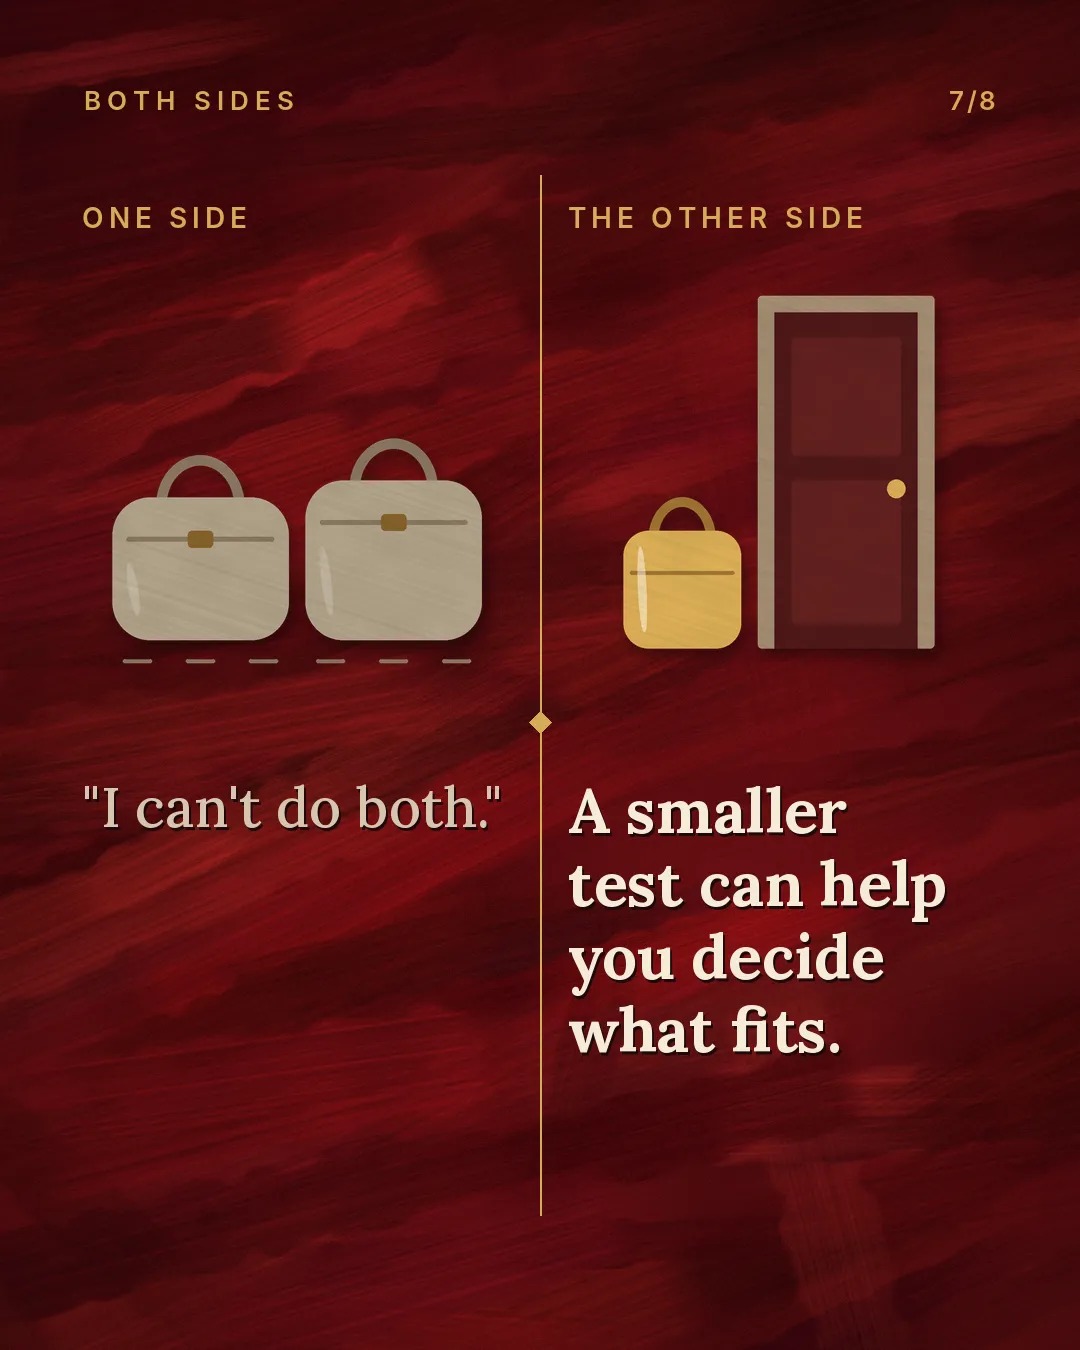 BOTH SIDES
7/8
ONE SIDE
THE OTHER SIDE
"I can't do both."
A smaller
test can help
you decide
what fits.